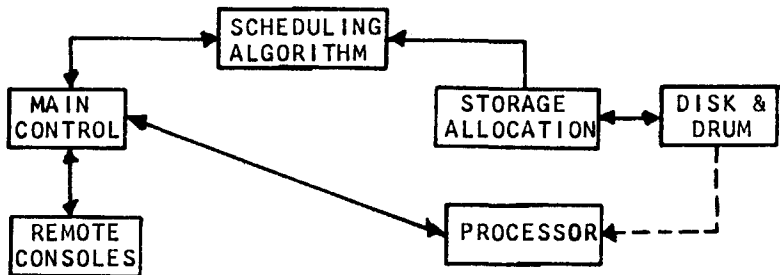 SCHEDULING
ALGORITHM
MAIN
CONTROL
STORAGE
ALLOCATION
DISK &
DRUM
REMOTE
CONSOLES
PROCESSOR